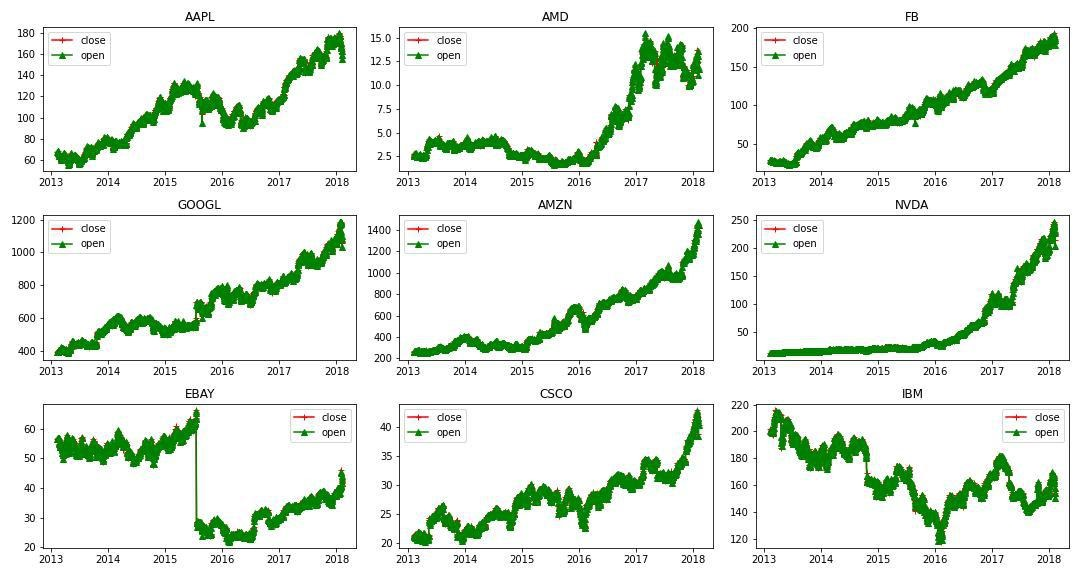 AAPL
180
160
140
120
100
80
60
close
open
2013 2014 2015 2016 2017 2018
AMD
15.0
12.5
10.0
7.5
5.0
2.5
close
open
2013 2014 2015 2016 2017 2018
FB
200
150
100
50
close
open
2013 2014 2015 2016 2017 2018
GOOGL
1200
1000
800
600
400
close
open
2013 2014 2015 2016 2017 2018
AMZN
1400
1200
1000
800
600
400
200
close
open
2013 2014 2015 2016 2017 2018
NVDA
250
200
150
100
50
close
open
2013 2014 2015 2016 2017 2018
EBAY
60
50
40
30
20
close
open
2013 2014 2015 2016 2017 2018
CSCO
40
35
30
25
20
close
open
2013 2014 2015 2016 2017 2018
IBM
220
200
180
160
140
120
close
open
2013 2014 2015 2016 2017 2018